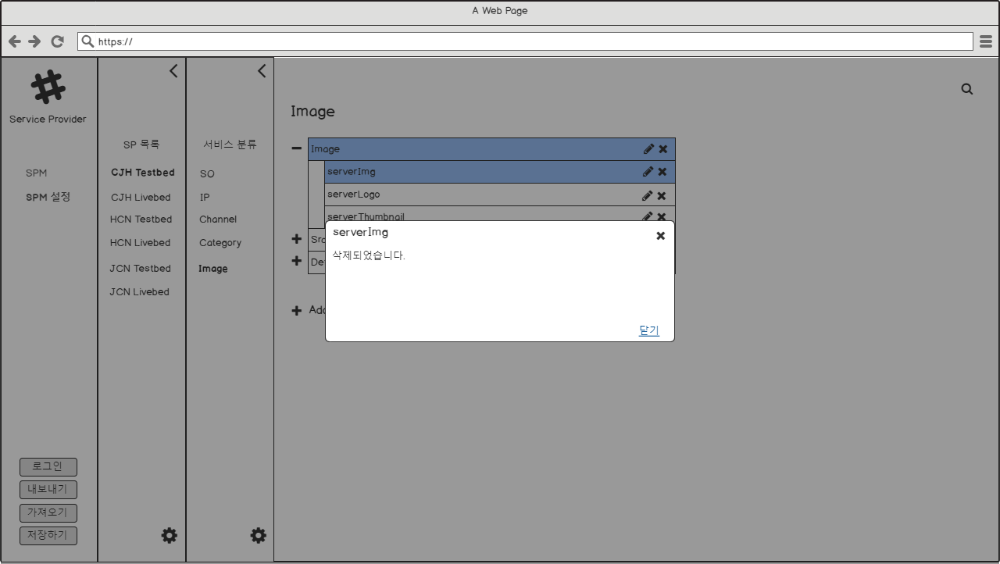 A Web Page
https://
Service Provider
SPM
SPM 설정
로그인
내보내기
가져오기
저장하기
SP 목록
CJH Testbed
CJH Livebed
HCN Testbed
HCN Livebed
JCN Testbed
JCN Livebed
서비스 분류
SO
IP
Channel
Category
Image
Image
Image
serverImg
serverLogo
serverThumbnail
De
Add
serverImg
삭제되었습니다.
닫기